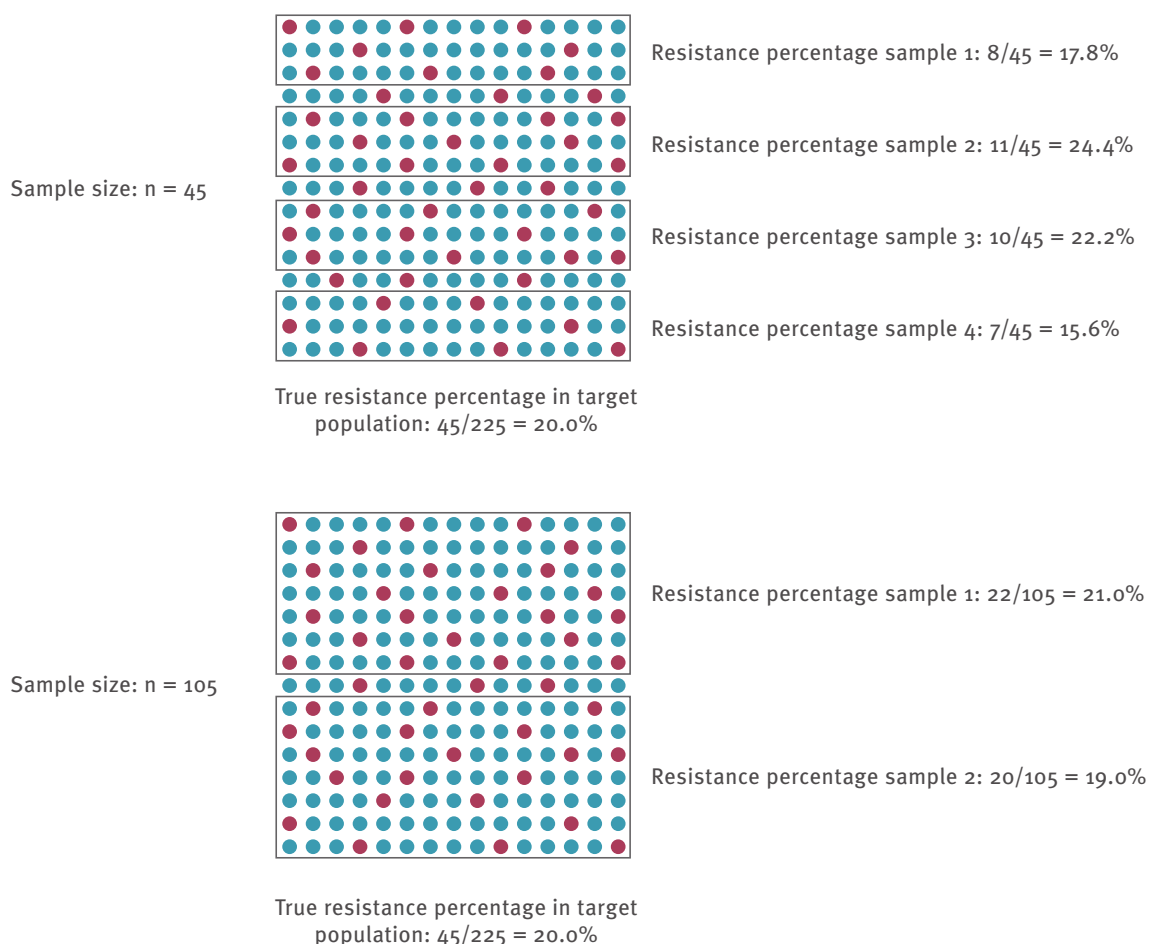 Resistance percentage sample 1: 8/45 = 17.8%
Resistance percentage sample 2: 11/45 = 24.4%
Sample size: n = 45
Resistance percentage sample 3: 10/45 = 22.2%
Resistance percentage sample 4: 7/45 = 15.6%
True resistance percentage in target
population: 45/225 = 20.0%
Resistance percentage sample 1: 22/105 = 21.0%
Sample size: n = 105
Resistance percentage sample 2: 20/105 = 19.0%
True resistance percentage in target
population: 45/225 = 20.0%